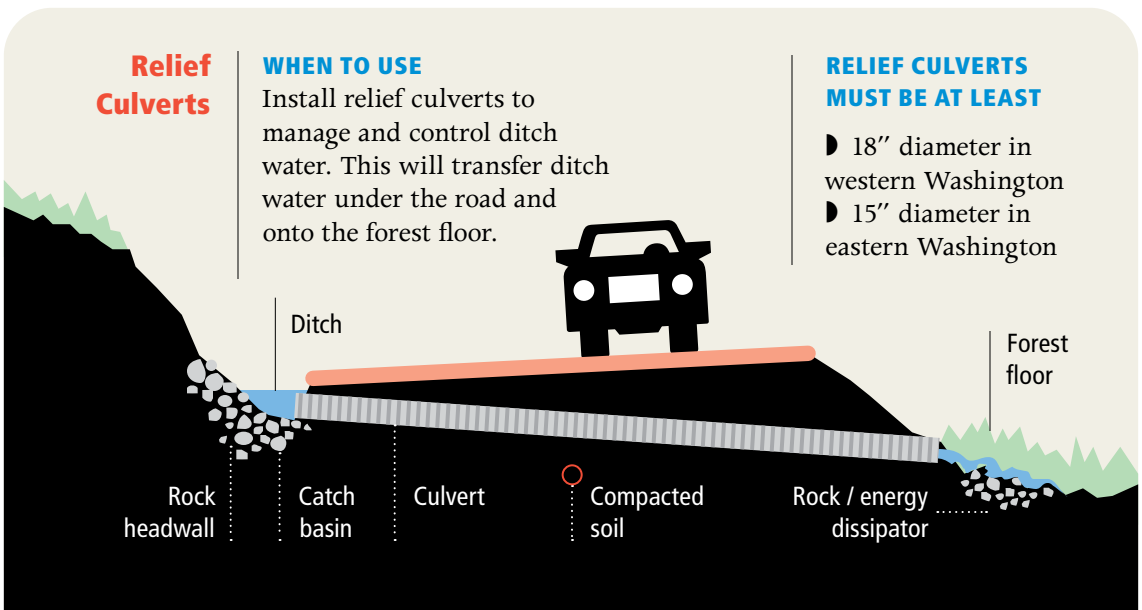 Relief
Culverts
WHEN TO USE
Install relief culverts to
manage and control ditch
water. This will transfer ditch
water under the road and
onto the forest floor.
RELIEF CULVERTS
MUST BE AT LEAST
◗ 18″ diameter in
western Washington
◗ 15″ diameter in
eastern Washington
Ditch
Forest
floor
Rock
headwall
Catch
basin
Culvert
Compacted
soil
Rock / energy
dissipator